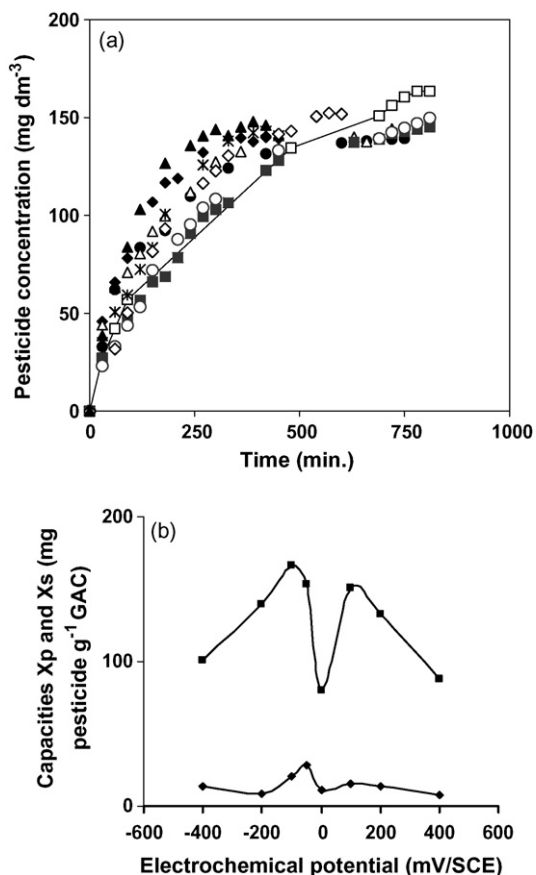 (a)
Pesticide concentration (mg dm⁻³)
200
150
100
50
0
0 250 500 750 1000
Time (min.)
(b)
Capacities Xp and Xs (mg
pesticide g⁻¹ GAC)
200
100
0
-600 -400 -200 0 200 400 600
Electrochemical potential (mV/SCE)